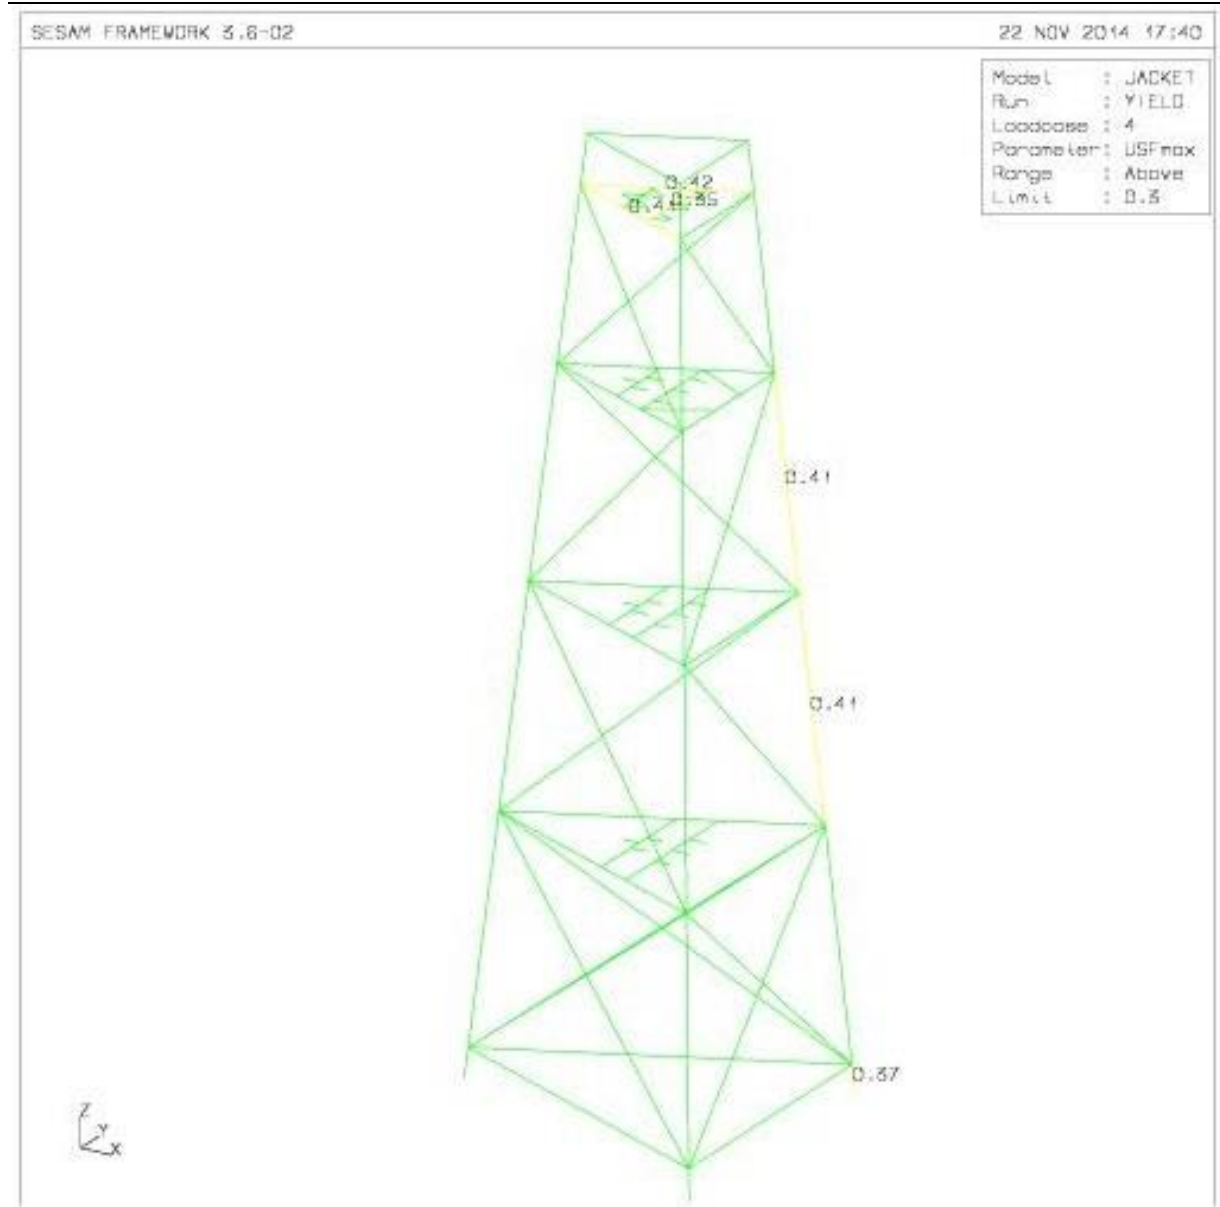 SESAM FRAMEWORK 3.6-02
22 NOV 2014 17:40
Model : JACKET
Run : YIELD
Loadcase : 4
Parameter: USFmax
Range : Above
Limit : 0.3
0.42
0.35
0.41
0.41
0.37
Z
Y
X